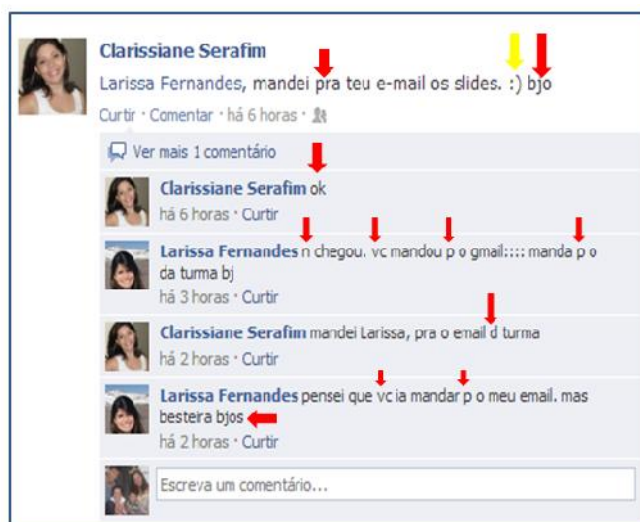 Clarissiane Serafim
Larissa Fernandes, mandei pra teu e-mail os slides. :) bjo
Curtir · Comentar · há 6 horas ·
Ver mais 1 comentário
Clarissiane Serafim ok
há 6 horas · Curtir
Larissa Fernandes n chegou. vc mandou p o gmail:::: manda p o
da turma bj
há 3 horas · Curtir
Clarissiane Serafim mandei Larissa, pra o email d turma
há 2 horas · Curtir
Larissa Fernandes pensei que vc ia mandar p o meu email. mas
besteira bjos
há 2 horas · Curtir
Escreva um comentário...